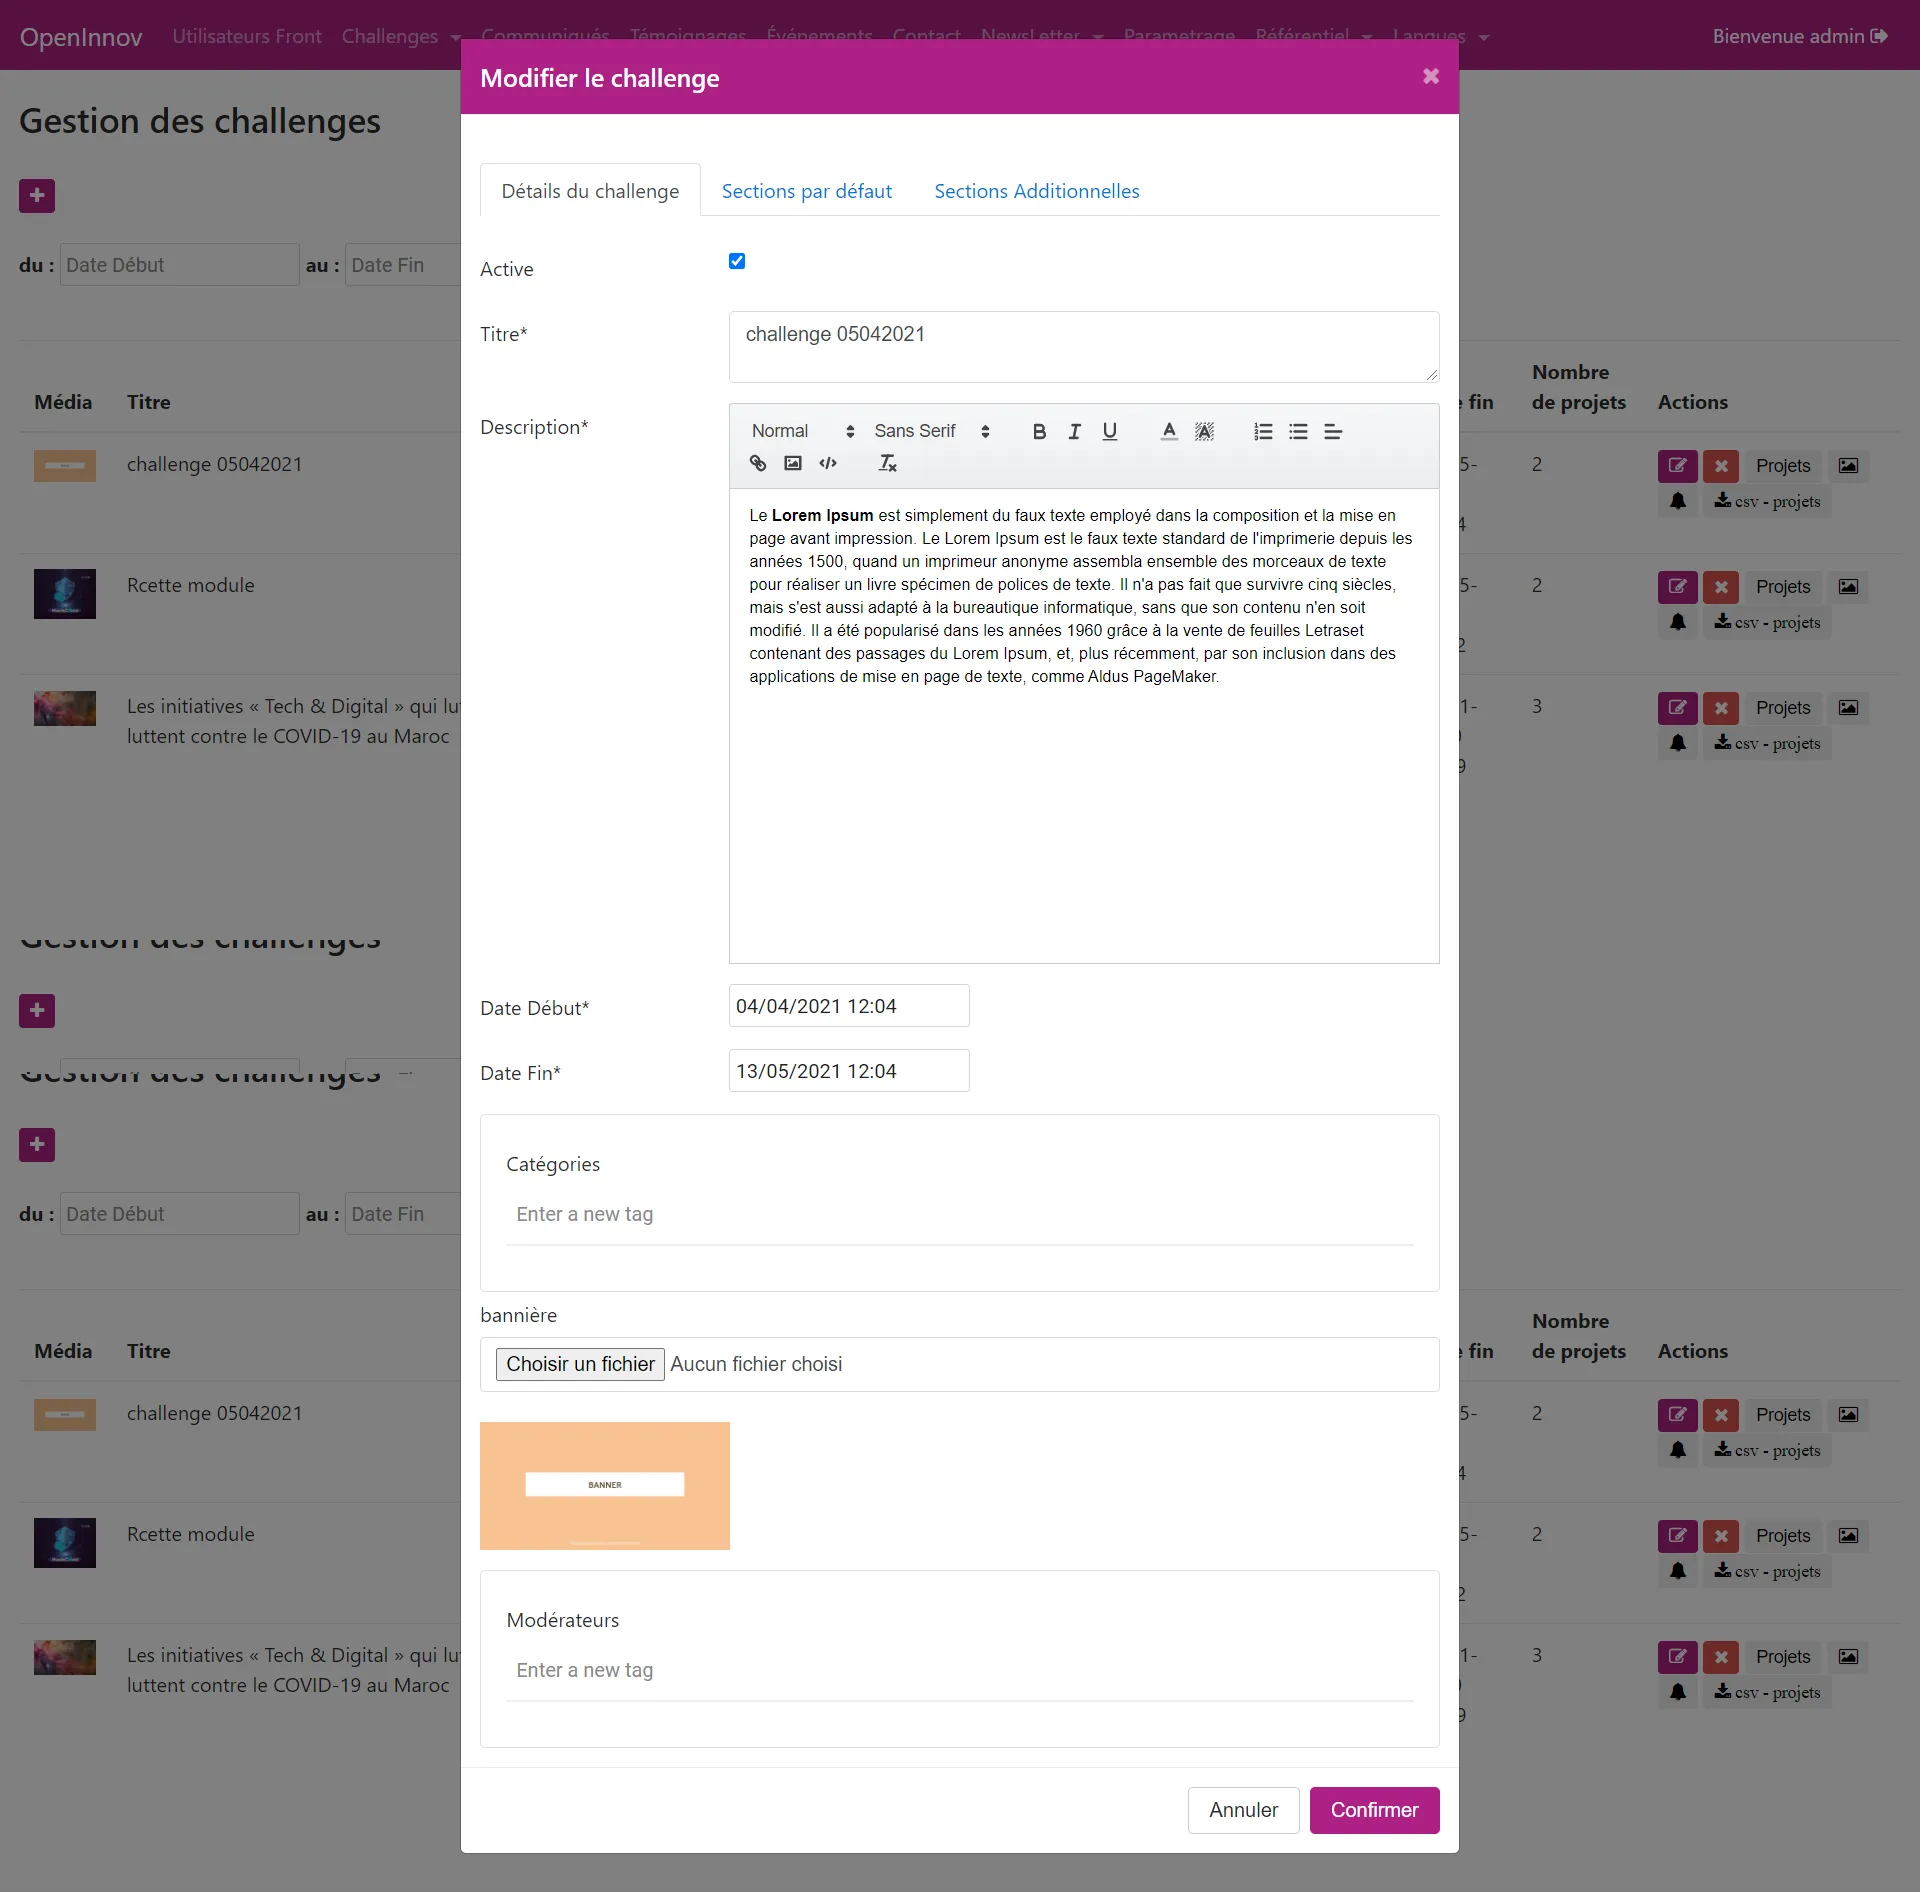 OpenInnov Utilisateurs Front Challenges Communiqués Témoignages Événements Contact NewsLetter Parametrage Référentiel Langues Bienvenue admin
Modifier le challenge
Gestion des challenges
Détails du challenge Sections par défaut Sections Additionnelles
du : Date Début au : Date Fin
Active
Titre*
challenge 05042021
Média Titre
fin Nombre de projets Actions
Description*
Normal Sans Serif
challenge 05042021
5- 2 Projets
4 csv - projets
Le Lorem Ipsum est simplement du faux texte employé dans la composition et la mise en
page avant impression. Le Lorem Ipsum est le faux texte standard de l'imprimerie depuis les
années 1500, quand un imprimeur anonyme assembla ensemble des morceaux de texte
pour réaliser un livre spécimen de polices de texte. Il n'a pas fait que survivre cinq siècles,
mais s'est aussi adapté à la bureautique informatique, sans que son contenu n'en soit
modifié. Il a été popularisé dans les années 1960 grâce à la vente de feuilles Letraset
contenant des passages du Lorem Ipsum, et, plus récemment, par son inclusion dans des
applications de mise en page de texte, comme Aldus PageMaker.
Rcette module
5- 2 Projets
2 csv - projets
Les initiatives « Tech & Digital » qui lu
luttent contre le COVID-19 au Maroc
1- 3 Projets
csv - projets
9
Gestion des challenges
Date Début* 04/04/2021 12:04
Gestion des challenges
Date Fin* 13/05/2021 12:04
Catégories
Enter a new tag
du : Date Début au : Date Fin
bannière
Choisir un fichier Aucun fichier choisi
Média Titre
fin Nombre de projets Actions
challenge 05042021
5- 2 Projets
4 csv - projets
BANNER
Rcette module
5- 2 Projets
2 csv - projets
Modérateurs
Enter a new tag
Les initiatives « Tech & Digital » qui lu
luttent contre le COVID-19 au Maroc
1- 3 Projets
csv - projets
9
Annuler Confirmer